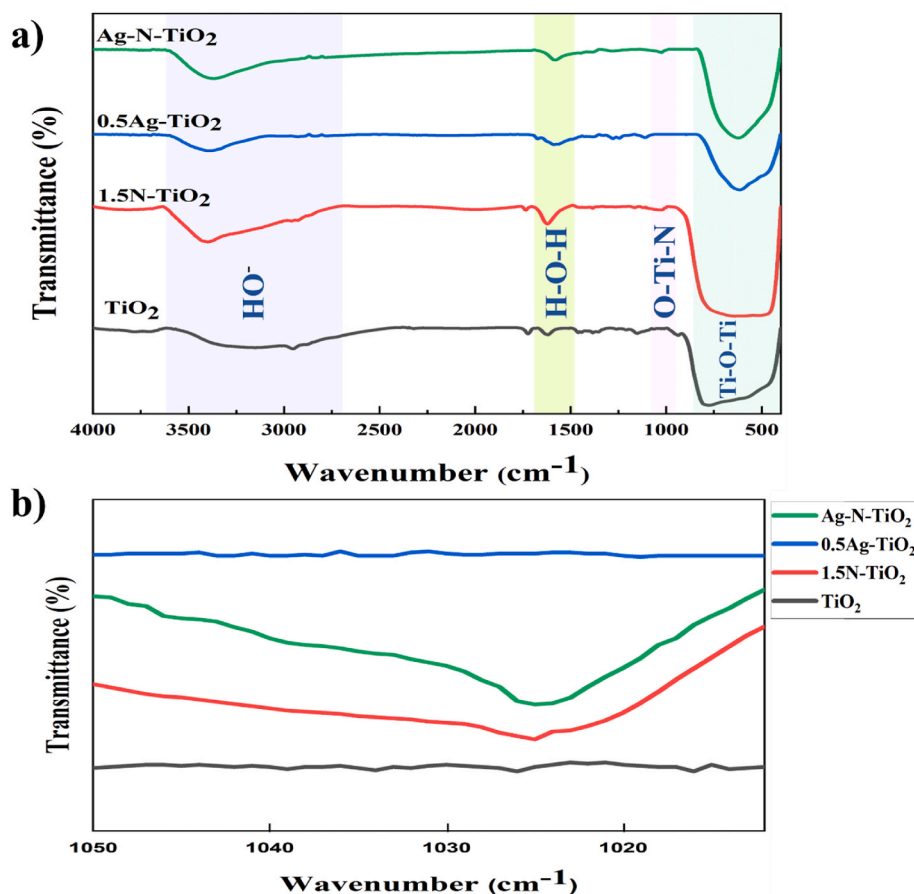 a)
Ag-N-TiO₂
0.5Ag-TiO₂
1.5N-TiO₂
TiO₂
HO⁻
H-O-H
O-Ti-N
Ti-O-Ti
Transmittance (%)
4000 3500 3000 2500 2000 1500 1000 500
Wavenumber (cm⁻¹)
b)
Ag-N-TiO₂
0.5Ag-TiO₂
1.5N-TiO₂
TiO₂
Transmittance (%)
1050 1040 1030 1020
Wavenumber (cm⁻¹)